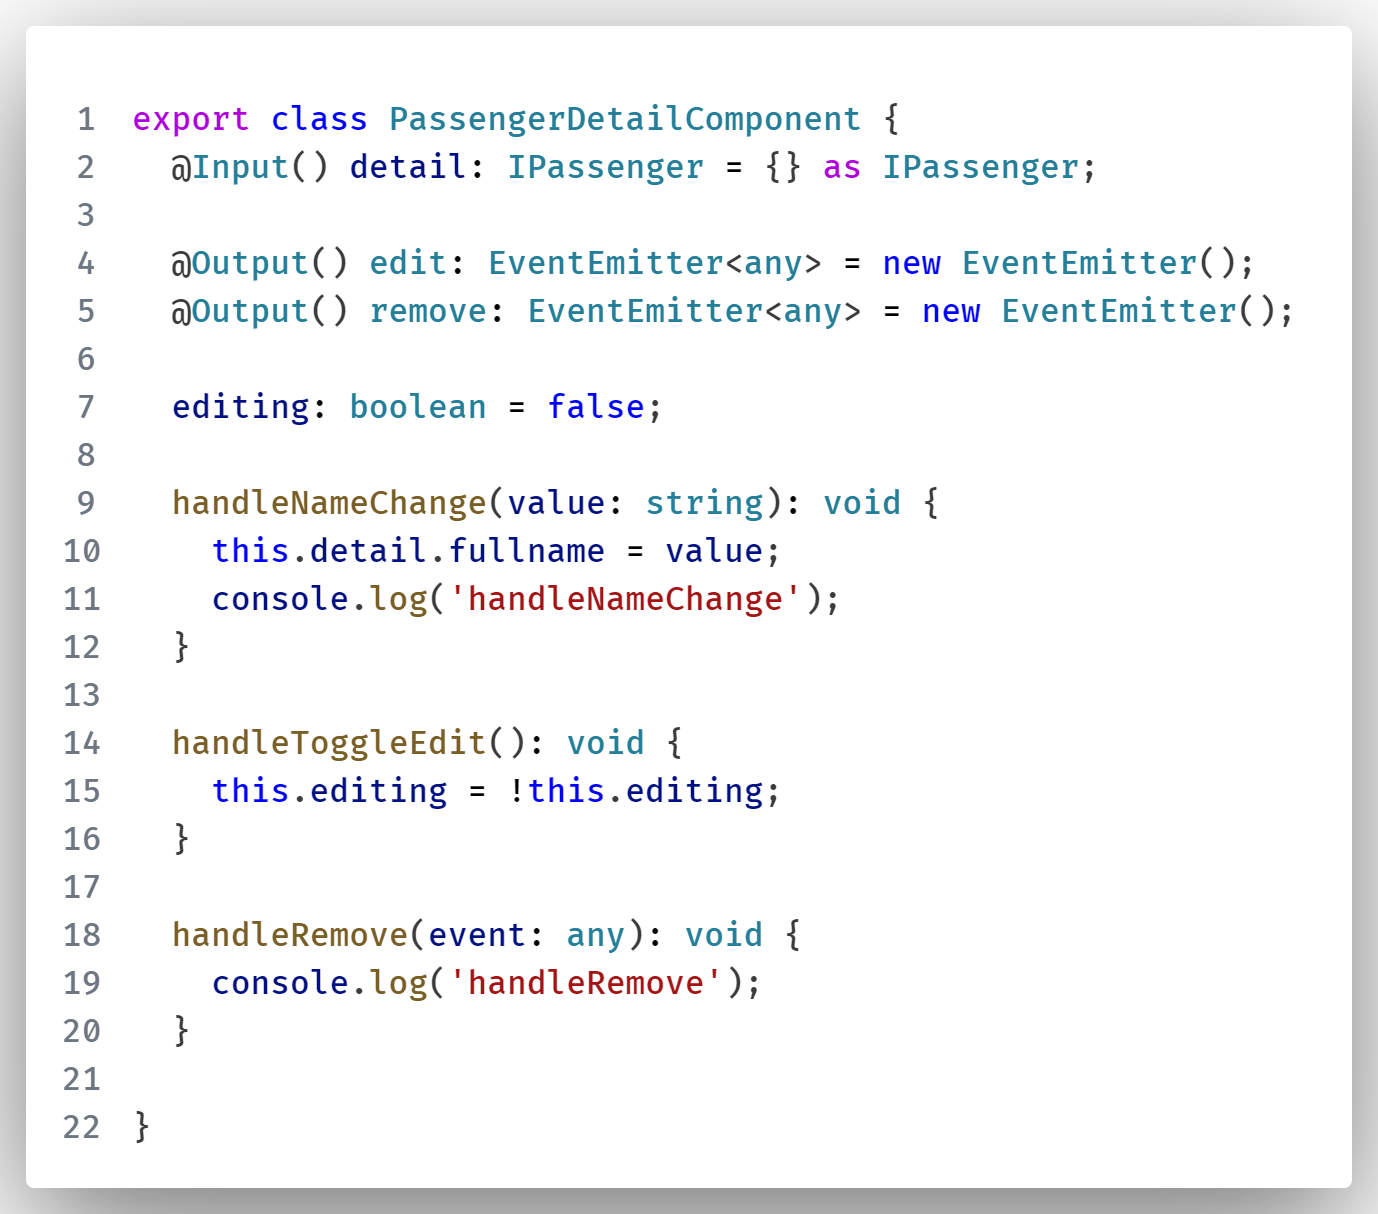 1 export class PassengerDetailComponent {
2   @Input() detail: IPassenger = {} as IPassenger;
3
4   @Output() edit: EventEmitter<any> = new EventEmitter();
5   @Output() remove: EventEmitter<any> = new EventEmitter();
6
7   editing: boolean = false;
8
9   handleNameChange(value: string): void {
10     this.detail.fullname = value;
11     console.log('handleNameChange');
12   }
13
14   handleToggleEdit(): void {
15     this.editing = !this.editing;
16   }
17
18   handleRemove(event: any): void {
19     console.log('handleRemove');
20   }
21
22 }